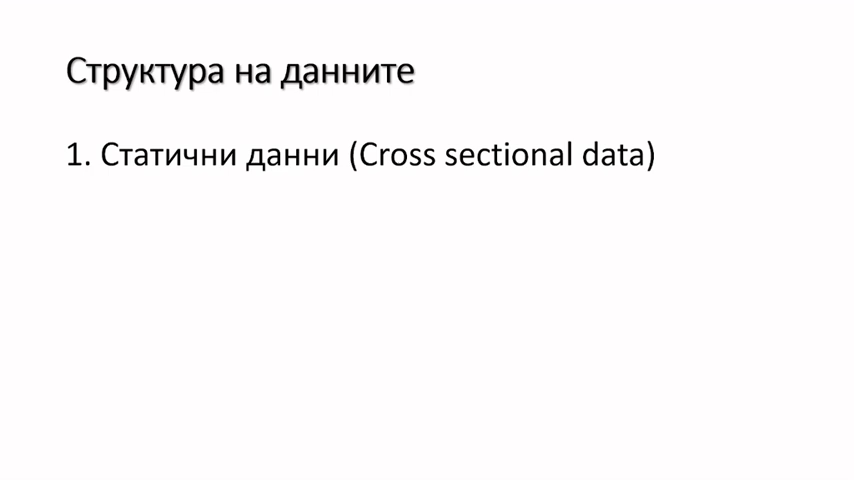 Структура на данните
1. Статични данни (Cross sectional data)